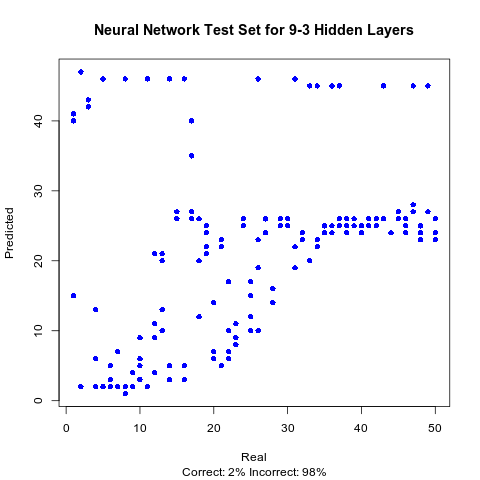 Neural Network Test Set for 9-3 Hidden Layers
Predicted
40
30
20
10
0
0 10 20 30 40 50
Real
Correct: 2% Incorrect: 98%